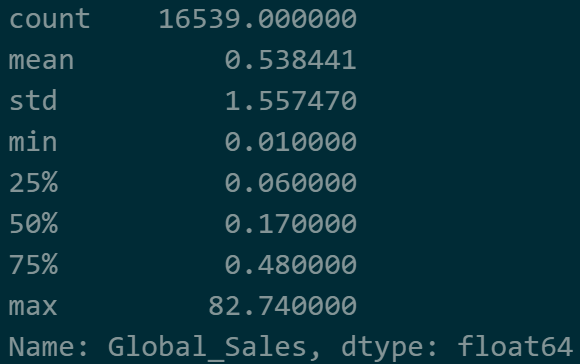 count    16539.000000
mean         0.538441
std          1.557470
min          0.010000
25%          0.060000
50%          0.170000
75%          0.480000
max         82.740000
Name: Global_Sales, dtype: float64